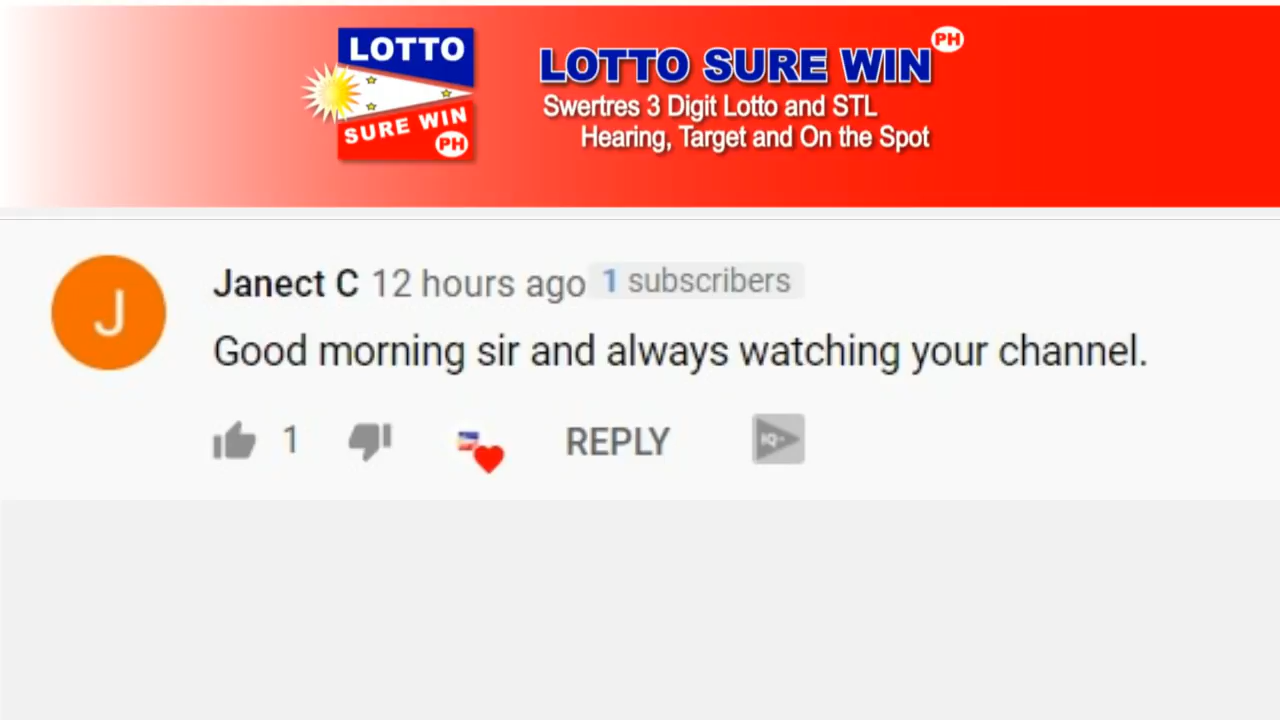 LOTTO
SURE WIN
PH
LOTTO SURE WIN PH
Swertres 3 Digit Lotto and STL
Hearing, Target and On the Spot
J
Janect C 12 hours ago 1 subscribers
Good morning sir and always watching your channel.
1 REPLY IQ